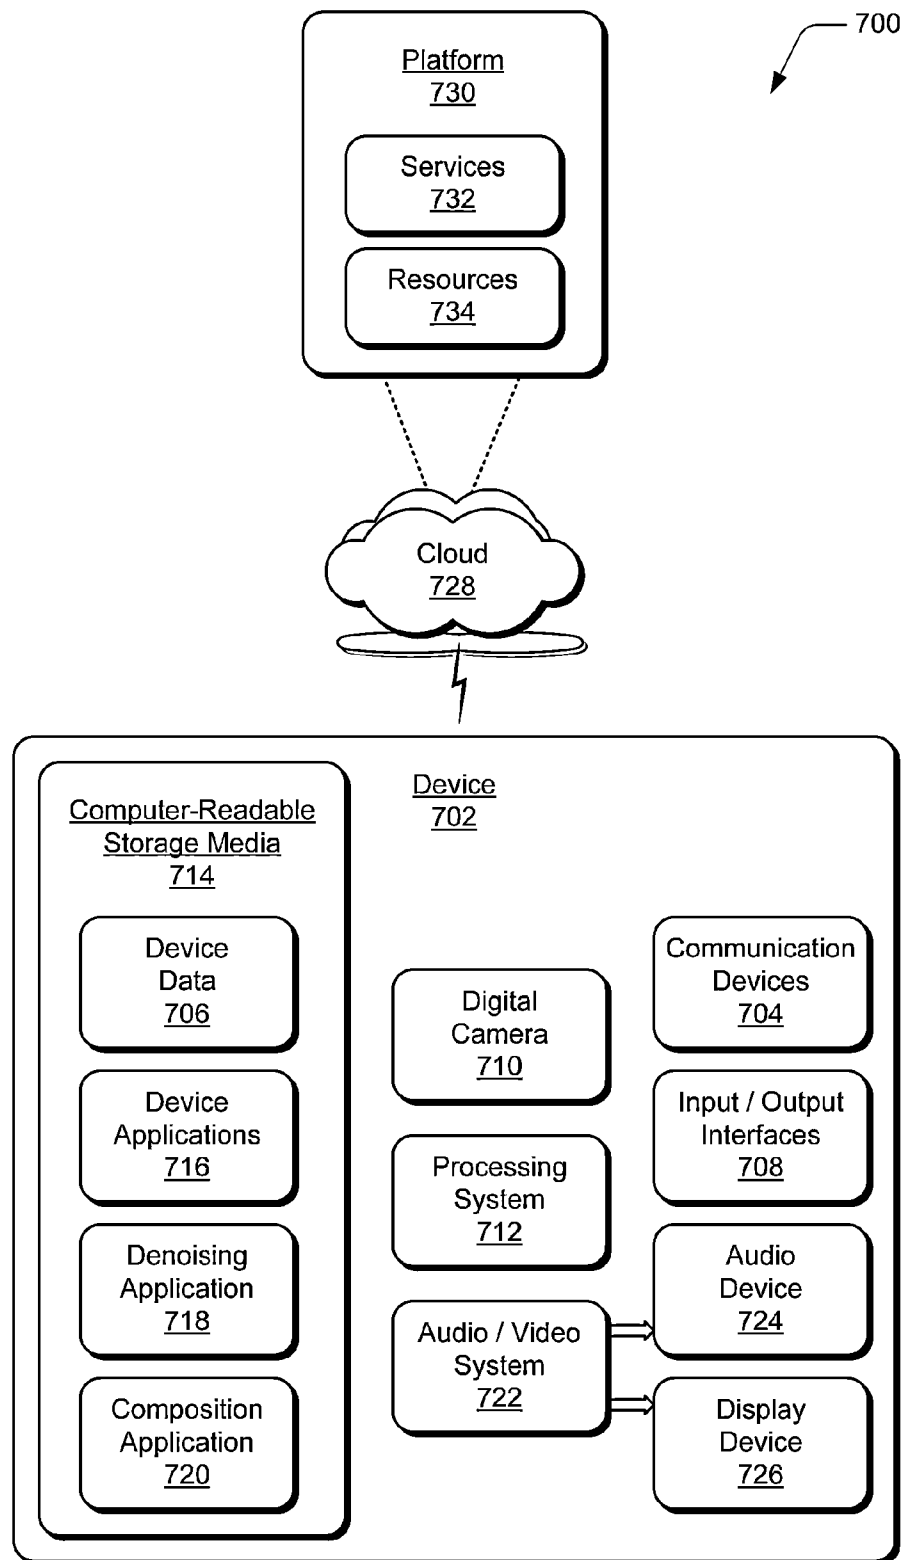 700
Platform
730
Services
732
Resources
734
Cloud
728
Device
702
Computer-Readable
Storage Media
714
Device
Data
706
Device
Applications
716
Denoising
Application
718
Composition
Application
720
Digital
Camera
710
Processing
System
712
Audio / Video
System
722
Communication
Devices
704
Input / Output
Interfaces
708
Audio
Device
724
Display
Device
726